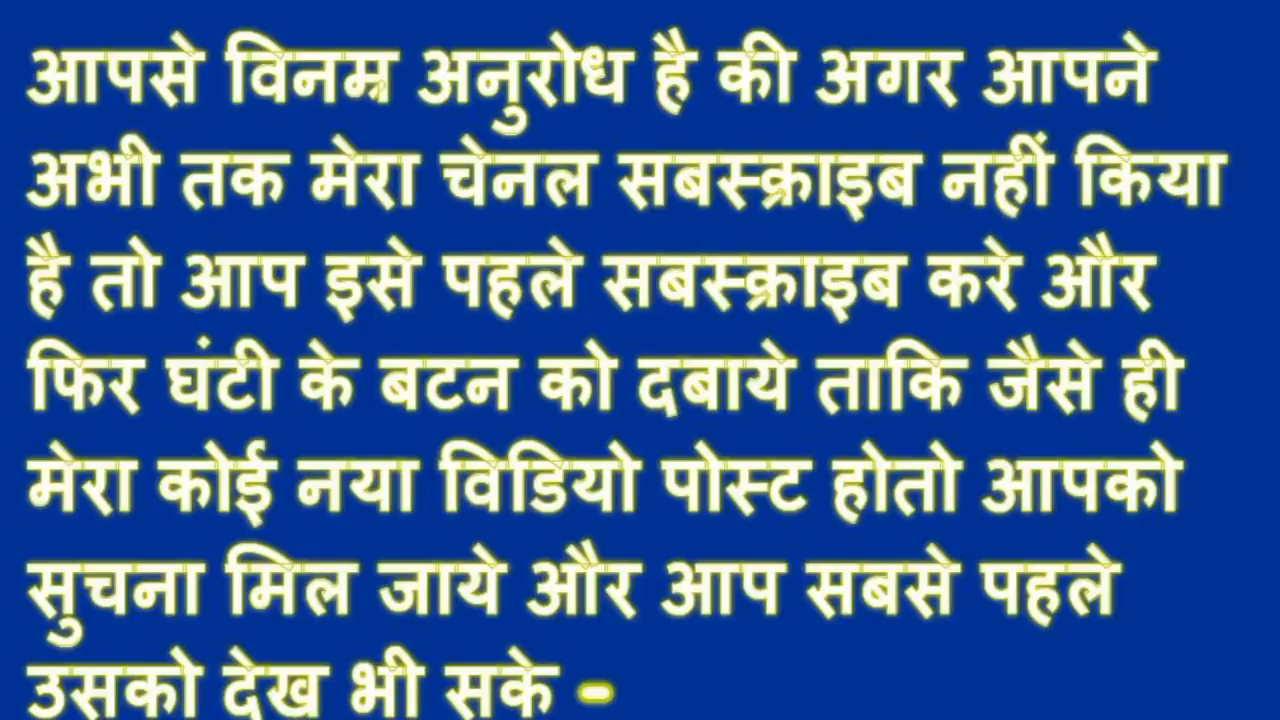 आपसे विनम्र अनुरोध है की अगर आपने
अभी तक मेरा चेनल सबस्क्राइब नहीं किया
है तो आप इसे पहले सबस्क्राइब करे और
फिर घंटी के बटन को दबाये ताकि जैसे ही
मेरा कोई नया विडियो पोस्ट होतो आपको
सुचना मिल जाये और आप सबसे पहले
उसको देख भी सके -